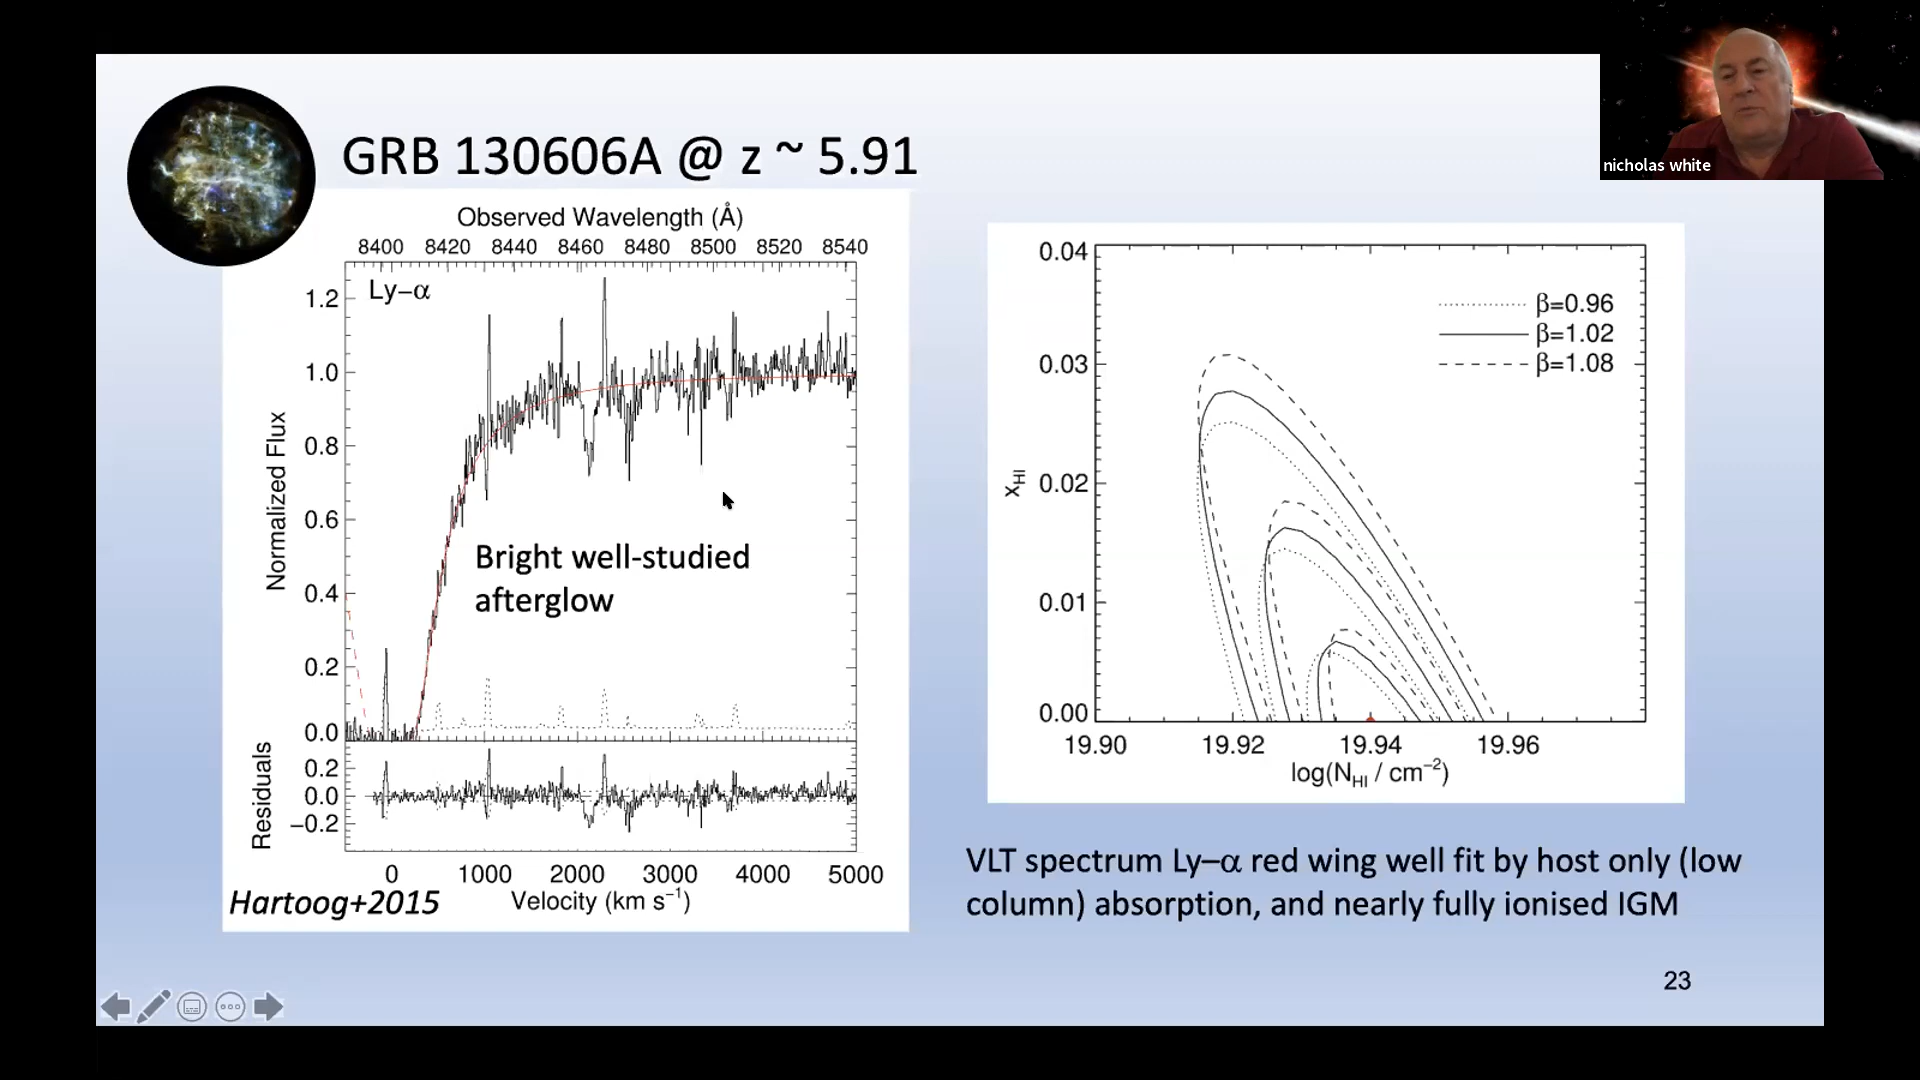 nicholas white
GRB 130606A @ z ~ 5.91
Observed Wavelength (Å)
8400 8420 8440 8460 8480 8500 8520 8540
Ly–α
1.2
1.0
0.8
0.6
0.4
0.2
0.0
Normalized Flux
Bright well-studied
afterglow
0.2
0.0
−0.2
Residuals
0 1000 2000 3000 4000 5000
Velocity (km s⁻¹)
Hartoog+2015
0.04
0.03
0.02
0.01
0.00
xHI
β=0.96
β=1.02
β=1.08
19.90 19.92 19.94 19.96
log(NHI / cm⁻²)
VLT spectrum Ly–α red wing well fit by host only (low
column) absorption, and nearly fully ionised IGM
23